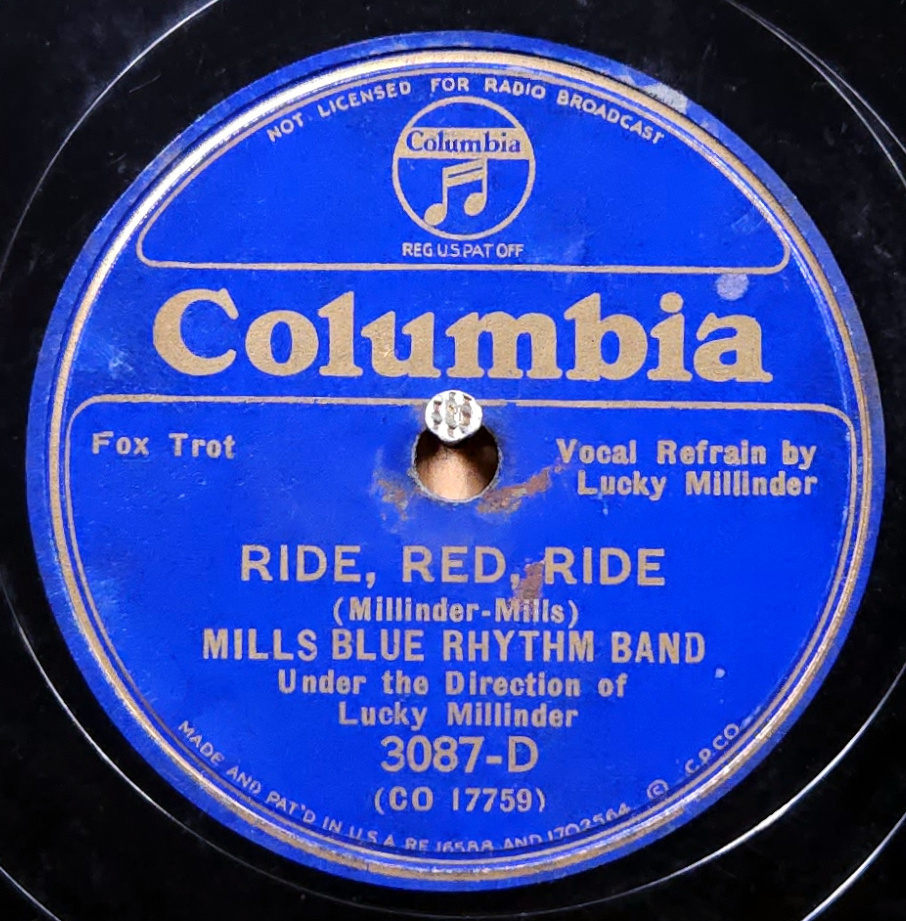 NOT LICENSED FOR RADIO BROADCAST
Columbia
REG.U.S.PAT.OFF
Columbia
Fox Trot
Vocal Refrain by
Lucky Millinder
RIDE, RED, RIDE
(Millinder-Mills)
MILLS BLUE RHYTHM BAND
Under the Direction of
Lucky Millinder
3087-D
(CO 17759)
MADE AND PAT'D IN U.S.A. RE 16588 AND 1702564 © C.P.CO.